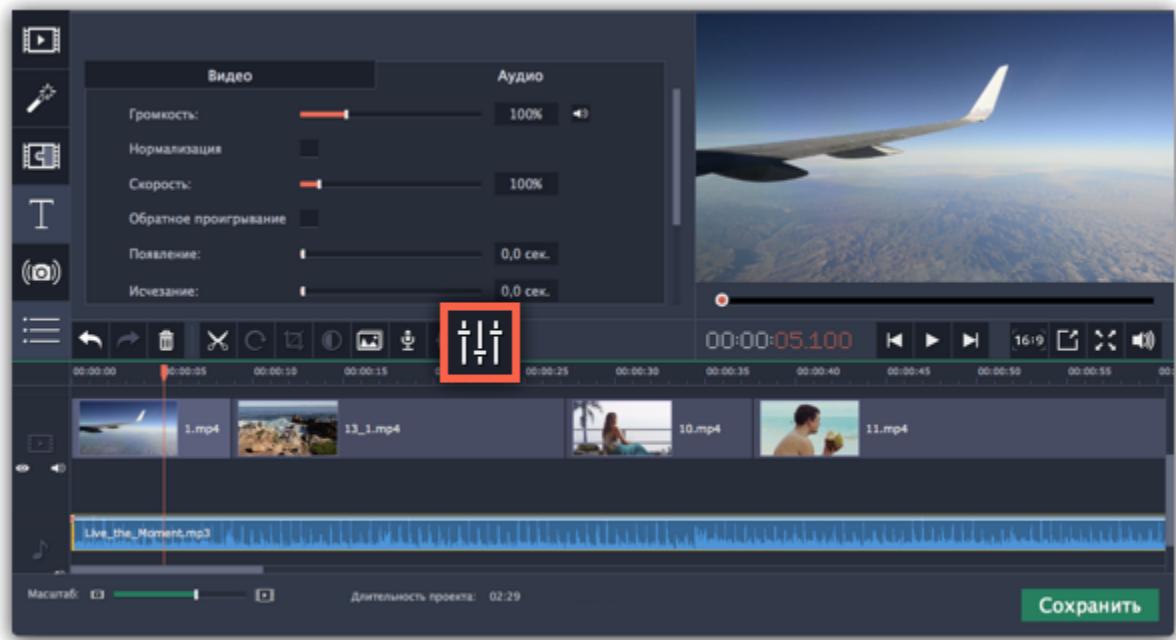 Видео Аудио
Громкость: 100%
Нормализация
Скорость: 100%
Обратное проигрывание
Появление: 0,0 сек.
Исчезание: 0,0 сек.
T
00:00:05.100 16:9
00:00:00 00:00:05 00:00:10 00:00:15 00:00:25 00:00:30 00:00:35 00:00:40 00:00:45 00:00:50 00:00:55 00:
1.mp4 13_1.mp4 10.mp4 11.mp4
Live_the_Moment.mp3
Масштаб: Длительность проекта: 02:29
Сохранить